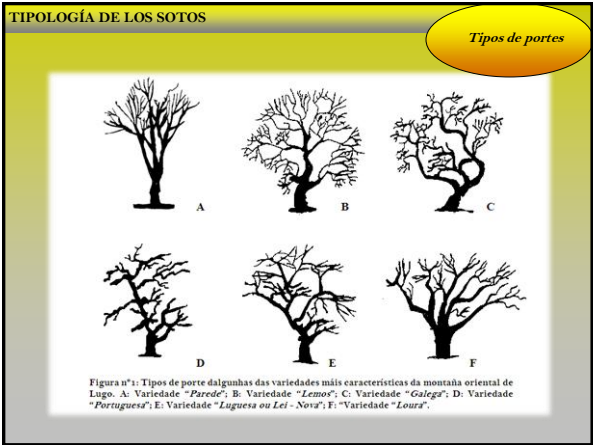 TIPOLOGÍA DE LOS SOTOS
Tipos de portes
A
B
C
D
E
F
Figura nº1: Tipos de porte dalgunhas das variedades máis características da montaña oriental de
Lugo. A: Variedade “Parede”; B: Variedade “Lemos”; C: Variedade “Galega”; D: Variedade
“Portuguesa”; E: Variedade “Luguesa ou Lei - Nova”; F: “Variedade “Loura”.